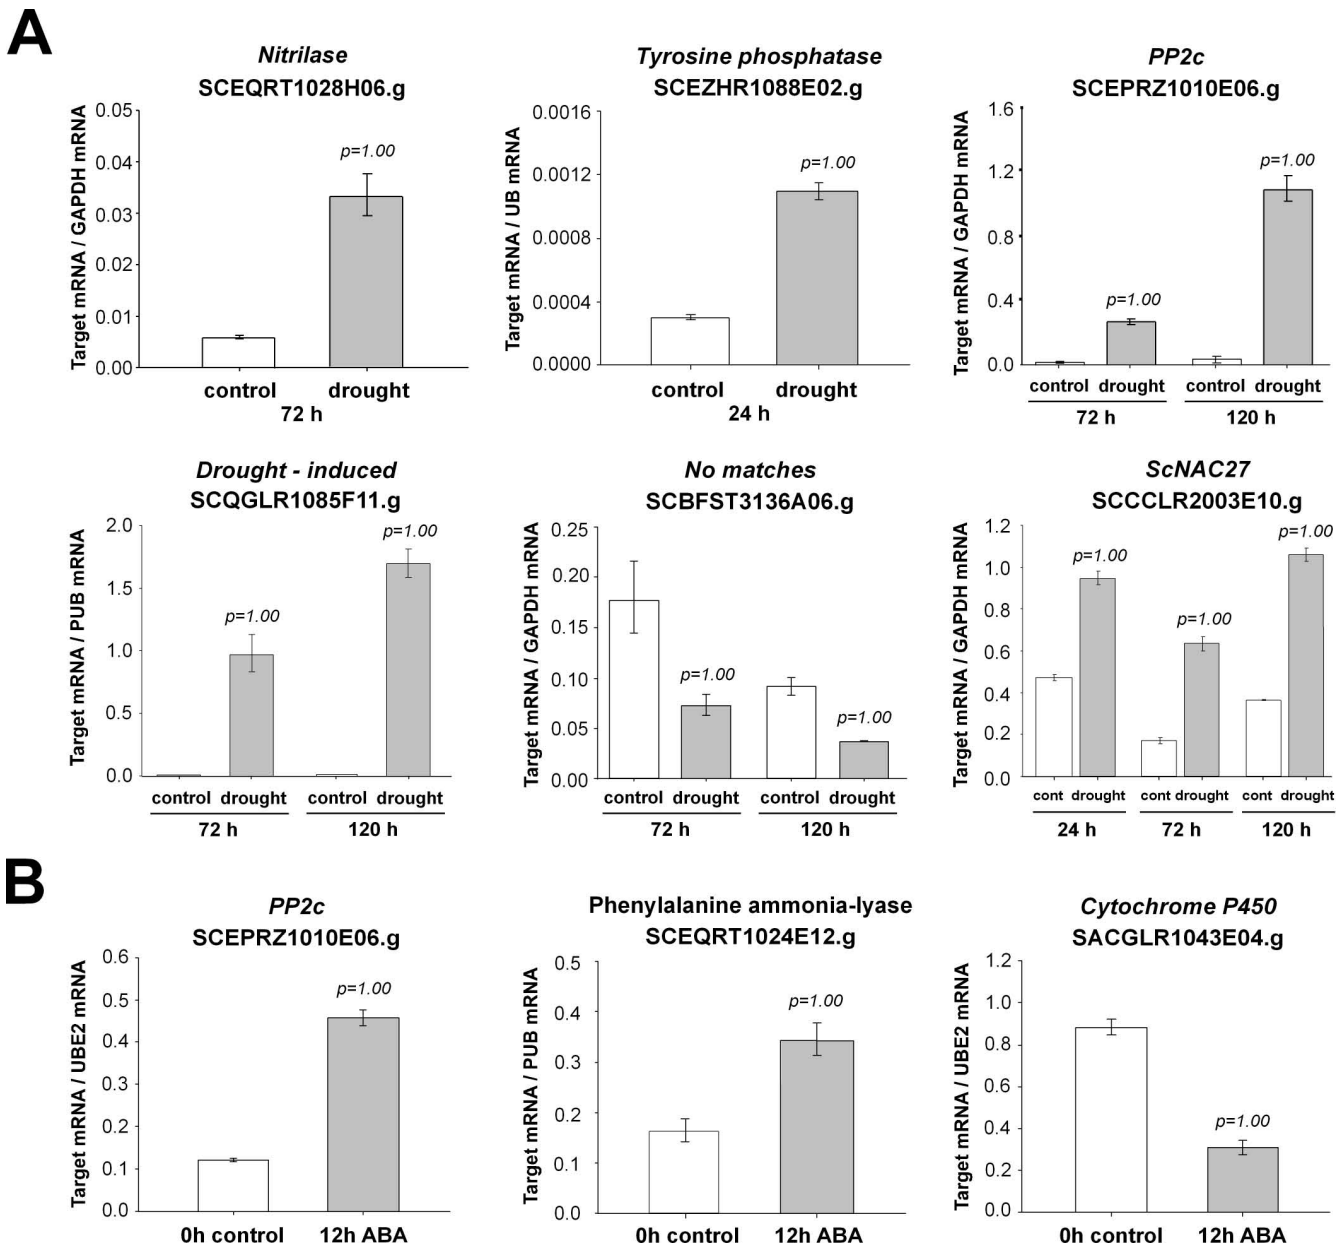 A
Nitrilase
SCEQRT1028H06.g
Target mRNA / GAPDH mRNA
0.05
0.04
0.03
0.02
0.01
0.00
p=1.00
control drought
72 h
Tyrosine phosphatase
SCEZHR1088E02.g
Target mRNA / UB mRNA
0.0016
0.0012
0.0008
0.0004
0.0000
p=1.00
control drought
24 h
PP2c
SCEPRZ1010E06.g
Target mRNA / GAPDH mRNA
1.6
1.2
0.8
0.4
0.0
p=1.00
p=1.00
control drought control drought
72 h 120 h
Drought - induced
SCQGLR1085F11.g
Target mRNA / PUB mRNA
2.0
1.5
1.0
0.5
0.0
p=1.00
p=1.00
control drought control drought
72 h 120 h
No matches
SCBFST3136A06.g
Target mRNA / GAPDH mRNA
0.25
0.20
0.15
0.10
0.05
0.00
p=1.00
p=1.00
control drought control drought
72 h 120 h
ScNAC27
SCCCLR2003E10.g
Target mRNA / GAPDH mRNA
1.2
1.0
0.8
0.6
0.4
0.2
0.0
p=1.00
p=1.00
p=1.00
cont drought cont drought cont drought
24 h 72 h 120 h
B
PP2c
SCEPRZ1010E06.g
Target mRNA / UBE2 mRNA
0.6
0.5
0.4
0.3
0.2
0.1
0.0
p=1.00
0h control 12h ABA
Phenylalanine ammonia-lyase
SCEQRT1024E12.g
Target mRNA / PUB mRNA
0.5
0.4
0.3
0.2
0.1
0.0
p=1.00
0h control 12h ABA
Cytochrome P450
SACGLR1043E04.g
Target mRNA / UBE2 mRNA
1.2
1.0
0.8
0.6
0.4
0.2
0.0
p=1.00
0h control 12h ABA